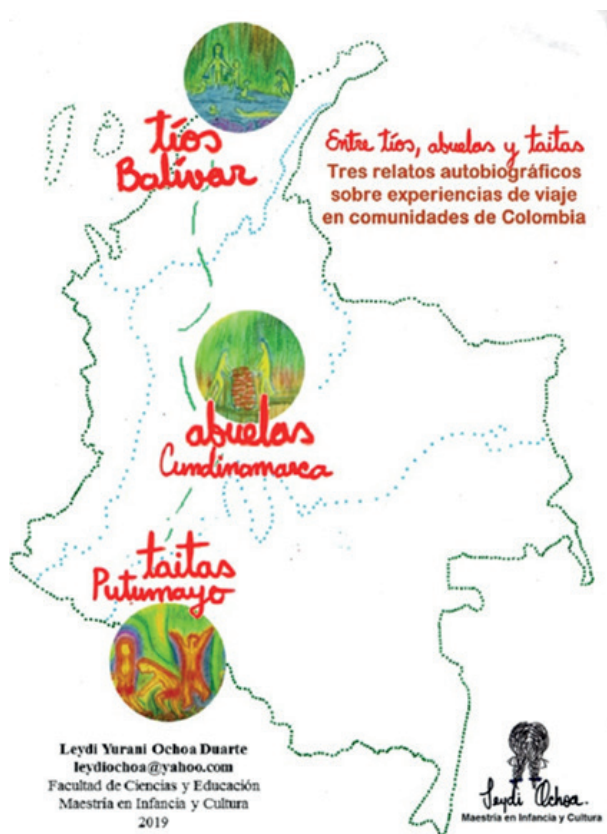 tíos
Balívar
Entre tíos, abuelas y taitas
Tres relatos autobiográficos
sobre experiencias de viaje
en comunidades de Colombia
abuelas
Cundinamarca
taitas
Putumayo
Leydi Yurani Ochoa Duarte
leydiochoa@yahoo.com
Facultad de Ciencias y Educación
Maestría en Infancia y Cultura
2019
Leydi Ochoa.
Maestría en Infancia y Cultura